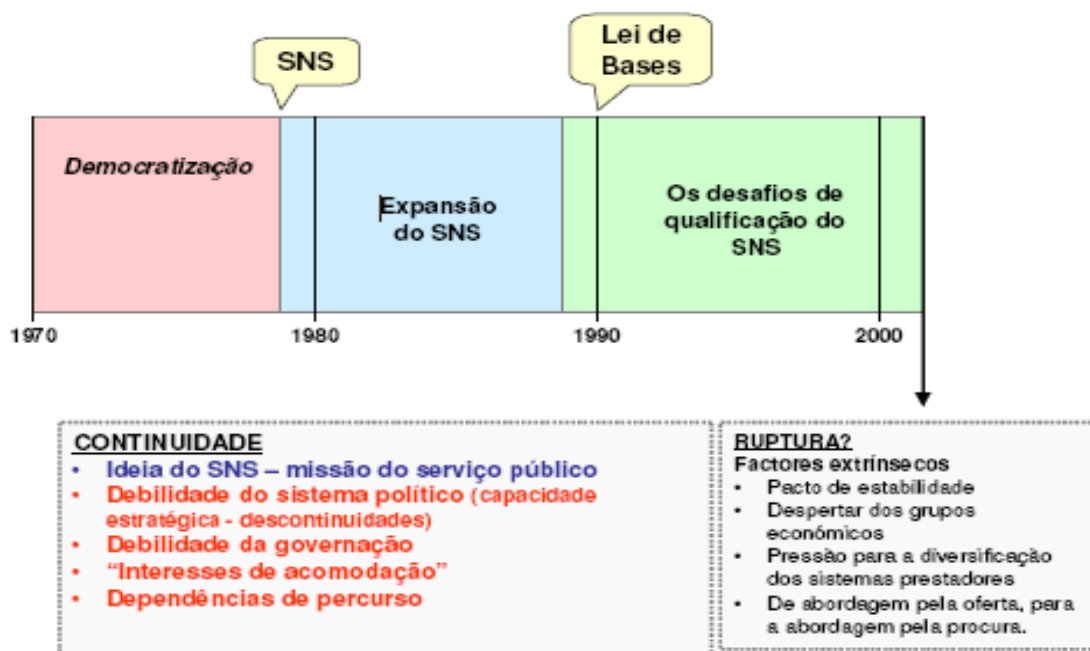 SNS
Lei de
Bases
Democratização
Expansão
do SNS
Os desafios de
qualificação do
SNS
1970
1980
1990
2000
CONTINUIDADE
• Ideia do SNS – missão do serviço público
• Debilidade do sistema político (capacidade
estratégica - descontinuidades)
• Debilidade da governação
• “Interesses de acomodação”
• Dependências de percurso
RUPTURA?
Factores extrínsecos
• Pacto de estabilidade
• Despertar dos grupos
económicos
• Pressão para a diversificação
dos sistemas prestadores
• De abordagem pela oferta, para
a abordagem pela procura.